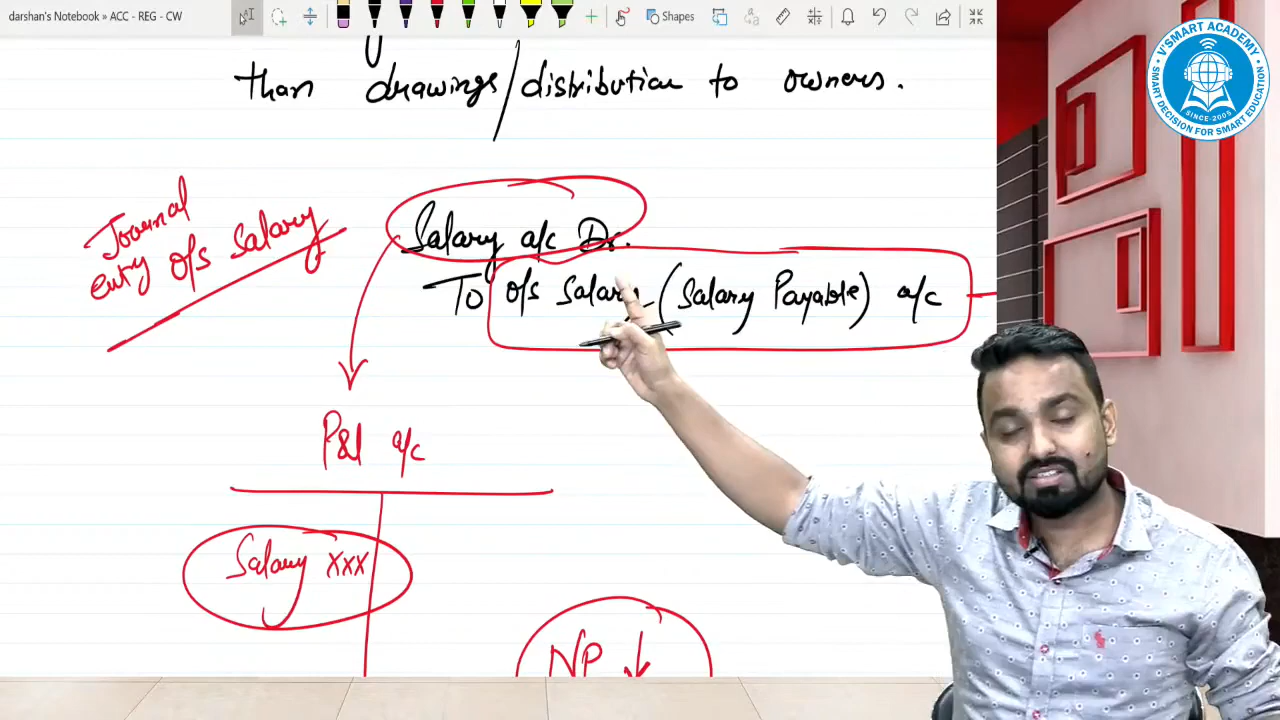 darshan's Notebook » ACC - REG - CW
Shapes
than drawings/distribution to owners.
Journal
entry o/s Salary
Salary a/c Dr.
To o/s Salary (Salary Payable) a/c
P&l a/c
Salary xxx
NP ↓
V'SMART ACADEMY
SINCE-2005
SMART DECISION FOR SMART EDUCATION